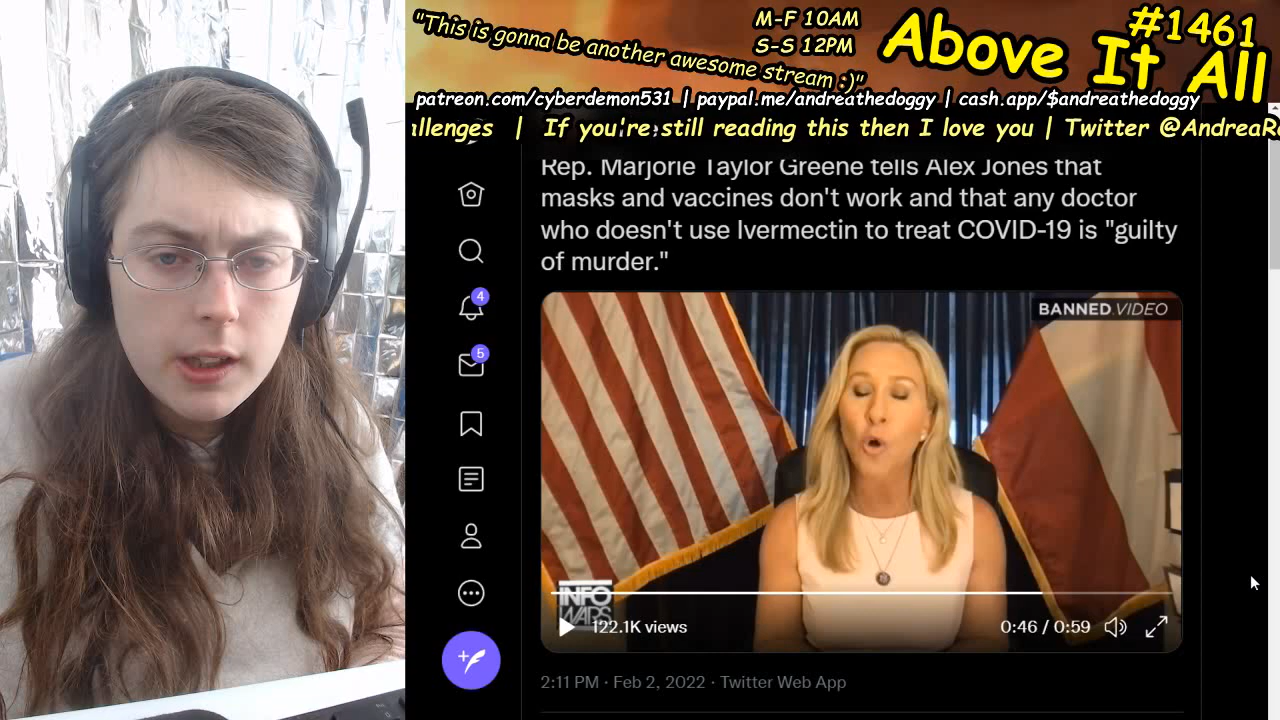 "This is gonna be another awesome stream :)"
M-F 10AM
S-S 12PM
#1461
Above It All
patreon.com/cyberdemon531 | paypal.me/andreathedoggy | cash.app/$andreathedoggy
allenges | If you're still reading this then I love you | Twitter @AndreaR
Rep. Marjorie Taylor Greene tells Alex Jones that
masks and vaccines don't work and that any doctor
who doesn't use Ivermectin to treat COVID-19 is "guilty
of murder."
BANNED.VIDEO
4
5
INFO
WARS
122.1K views
0:46 / 0:59
2:11 PM · Feb 2, 2022 · Twitter Web App